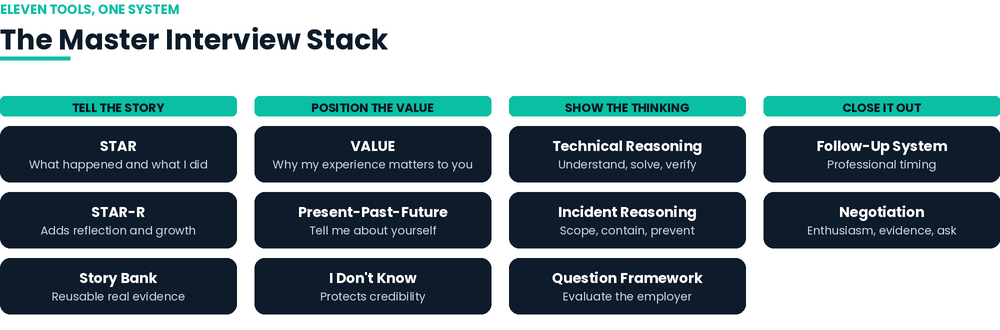 ELEVEN TOOLS, ONE SYSTEM
The Master Interview Stack
TELL THE STORY
STAR
What happened and what I did
STAR-R
Adds reflection and growth
Story Bank
Reusable real evidence
POSITION THE VALUE
VALUE
Why my experience matters to you
Present-Past-Future
Tell me about yourself
I Don't Know
Protects credibility
SHOW THE THINKING
Technical Reasoning
Understand, solve, verify
Incident Reasoning
Scope, contain, prevent
Question Framework
Evaluate the employer
CLOSE IT OUT
Follow-Up System
Professional timing
Negotiation
Enthusiasm, evidence, ask